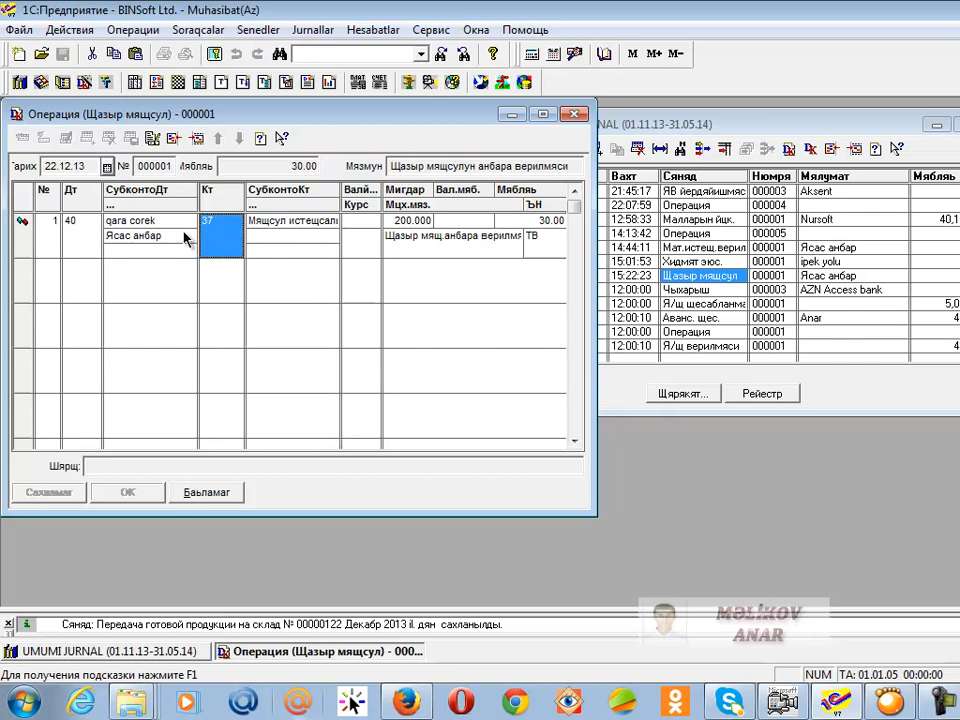 1С:Предприятие - BINSoft Ltd. - Muhasibat(Az)
Файл Действия Операции Soraqcalar Senedler Jurnallar Hesabatlar Сервис Окна Помощь
M M+ M-
Операция (Щазыр мящсул) - 000001
JRNAL (01.11.13-31.05.14)
Тарих 22.12.13 № 000001 Мябляь 30.00 Мязмун Щазыр мящсулун анбара верилмяси
№ Дт СубконтоДт Кт СубконтоКт Валй... Мигдар Вал.мяб. Мябляь
... ... Курс Мцх.мяз. ЪН
1 40 qara corek 37 Мящсул истещсалы 200.000 30.00
Ясас анбар Щазыр мящ.анбара верилмя ТВ
Шярщ:
Сахламаг ОК Баьламаг
Вахт Сяняд Нюмря Мялумат Мябляь
21:45:17 ЯВ йердяйишмяс 000003 Aksent
22:07:59 Операция 000004
12:58:33 Малларын йцк. 000001 Nursoft 40,1
14:13:42 Операция 000005
14:44:11 Мат.истещ.верил 000001 Ясас анбар
15:01:53 Хидмят эюс. 000001 ipek yolu
15:22:23 Щазыр мящсул 000001 Ясас анбар
12:00:00 Чыхарыш 000003 AZN Access bank
12:00:00 Я/щ щесабланма 000001 5,0
12:00:10 Аванс. щес. 000001 Anar 4
12:00:00 Операция 000001
12:00:10 Я/щ верилмяси 000001 4
Щярякят... Рейестр
MƏLİKOV
ANAR
Сяняд: Передача готовой продукции на склад № 00000122 Декабр 2013 il. дян сахланылды.
UMUMI JURNAL (01.11.13-31.05.14) Операция (Щазыр мящсул) - 000...
Для получения подсказки нажмите F1 NUM TA: 01.01.05 00:00:00